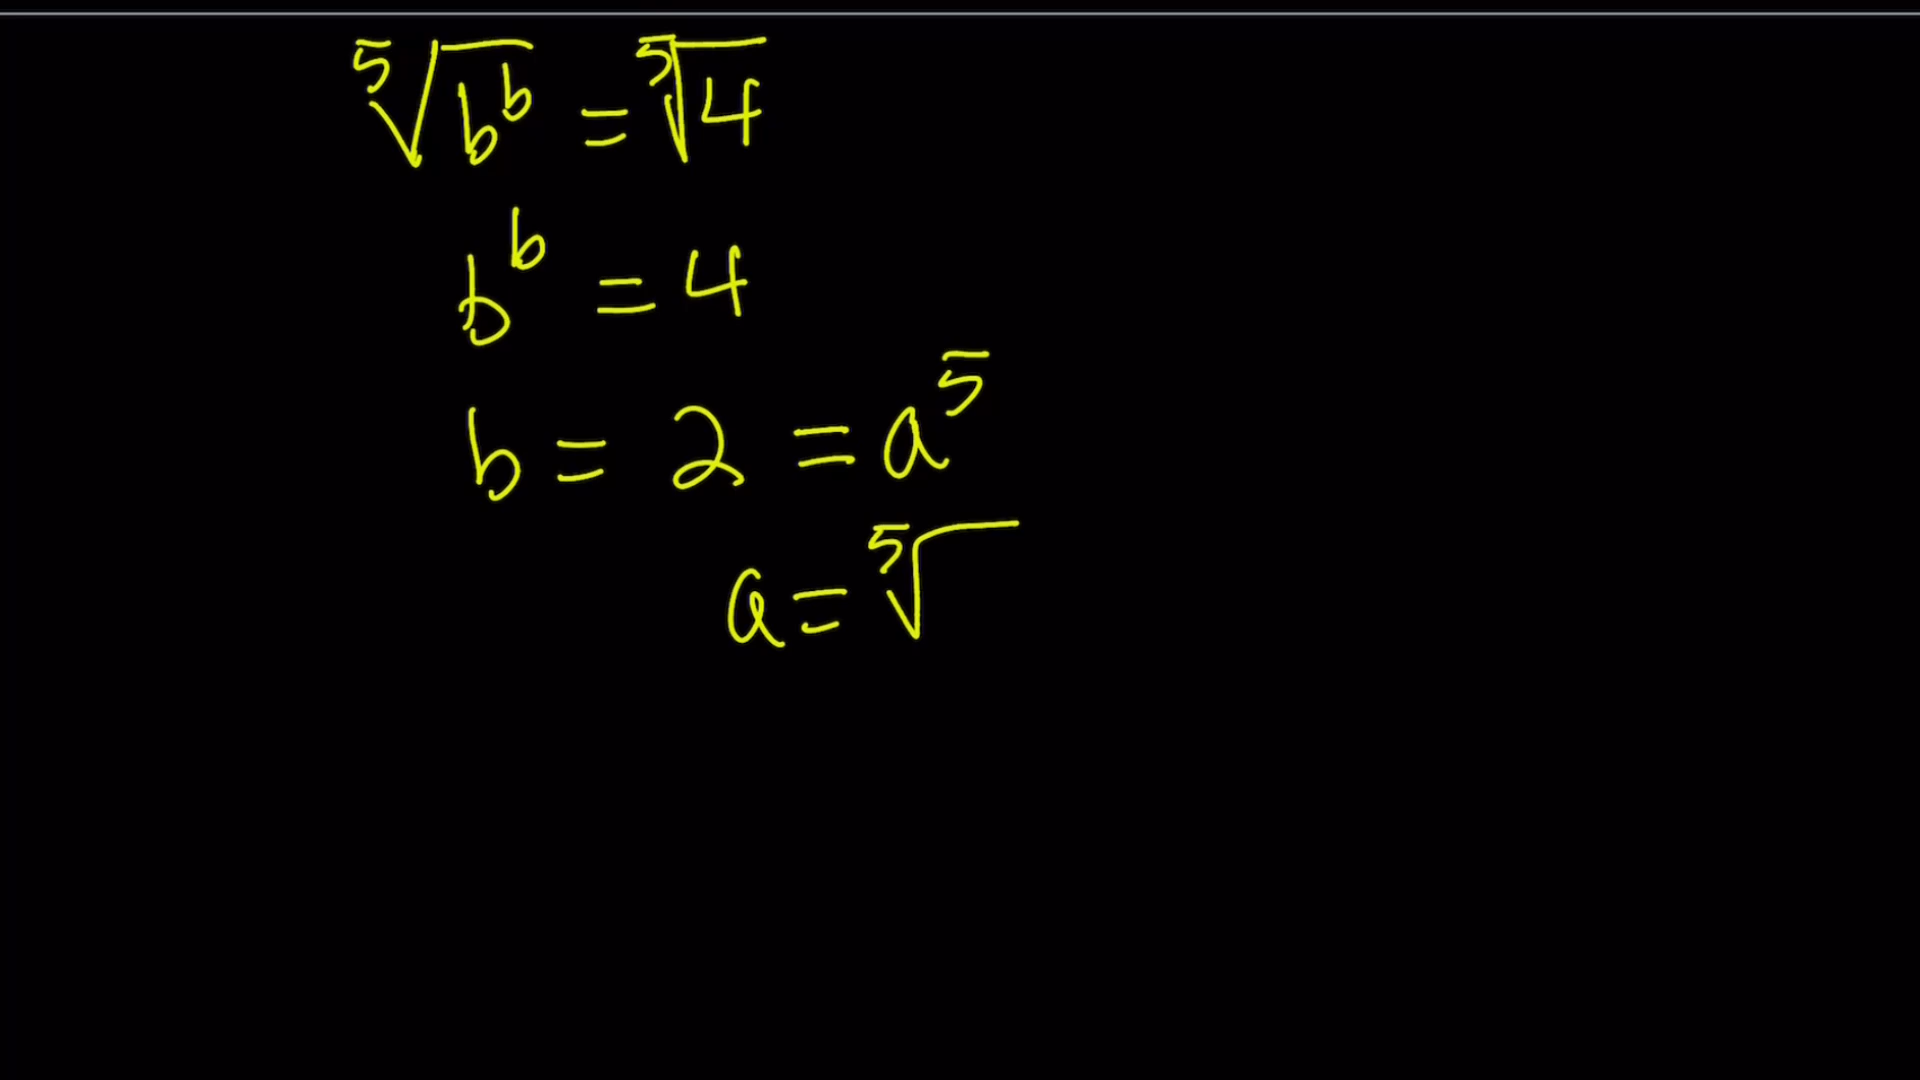 ⁵√(b^b) = ⁵√4
b^b = 4
b = 2 = a⁵
a = ⁵√